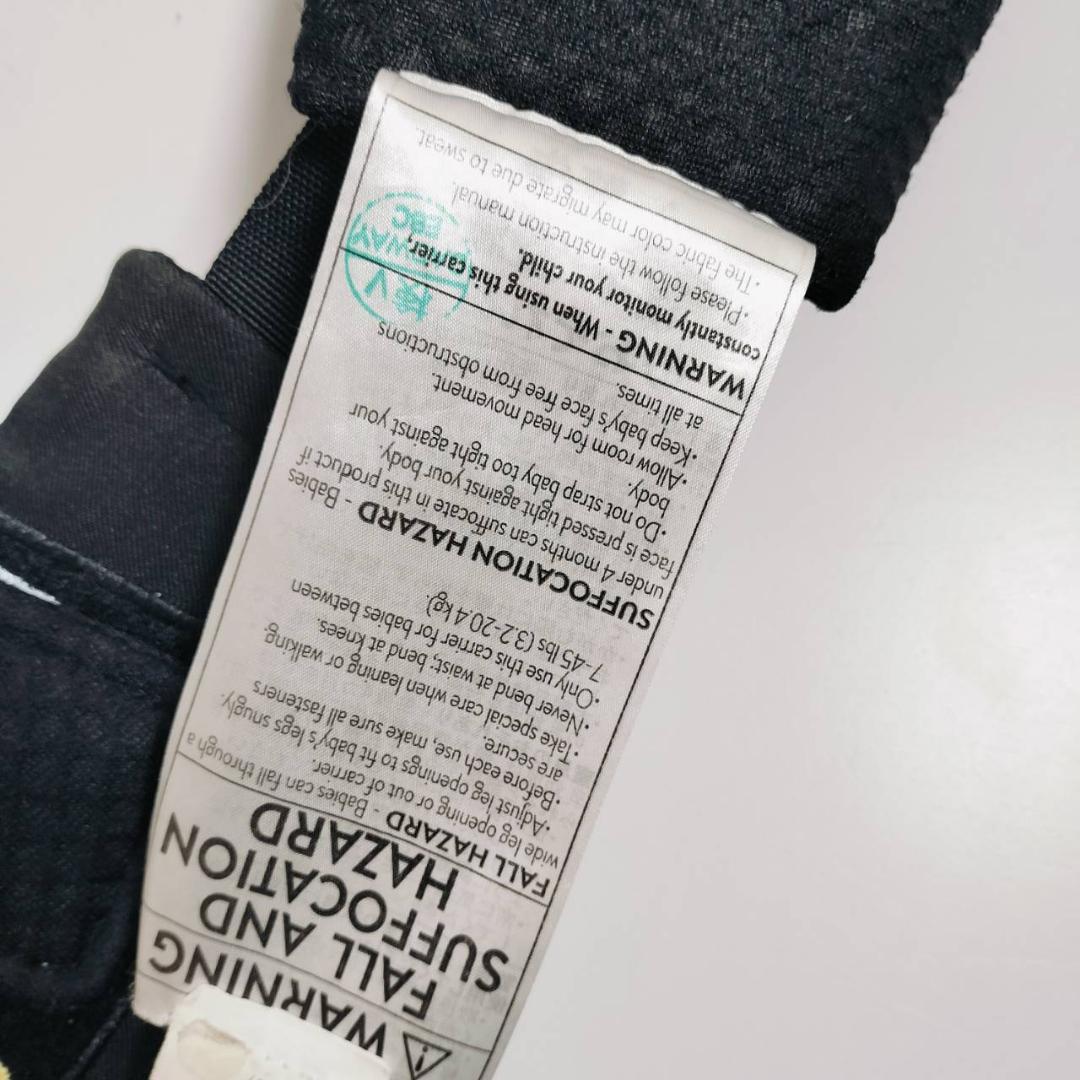 WARNING
FALL AND
SUFFOCATION
HAZARD
FALL HAZARD - Babies can fall through a
wide leg opening or out of carrier.
•Adjust leg openings to fit baby's legs snugly.
•Before each use, make sure all fasteners
are secure.
•Take special care when leaning or walking.
•Never bend at waist; bend at knees.
•Only use this carrier for babies between
7-45 lbs (3.2-20.4 kg).
SUFFOCATION HAZARD - Babies
under 4 months can suffocate in this product if
face is pressed tight against your body.
•Do not strap baby too tight against your
body.
•Allow room for head movement.
•Keep baby's face free from obstructions
at all times.
WARNING - When using this carrier,
constantly monitor your child.
•Please follow the instruction manual.
•The fabric color may migrate due to sweat.
検V
WAY
EBC